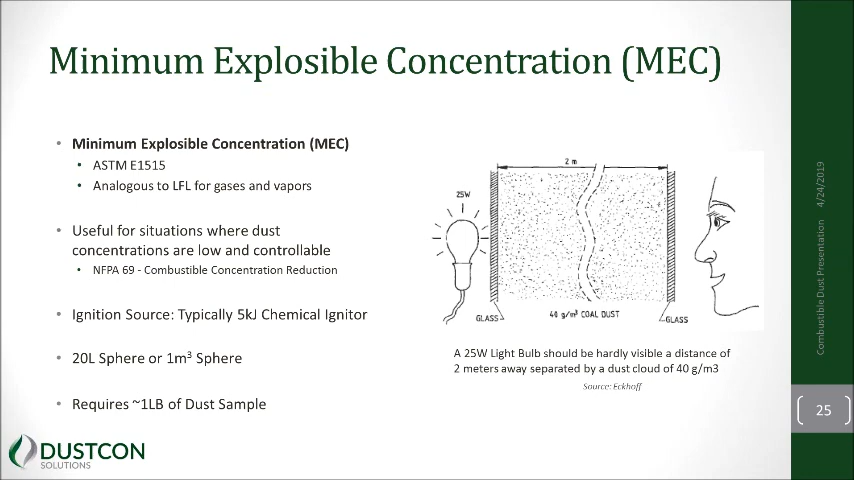 Minimum Explosible Concentration (MEC)
• Minimum Explosible Concentration (MEC)
• ASTM E1515
• Analogous to LFL for gases and vapors
• Useful for situations where dust
concentrations are low and controllable
• NFPA 69 - Combustible Concentration Reduction
• Ignition Source: Typically 5kJ Chemical Ignitor
• 20L Sphere or 1m³ Sphere
• Requires ~1LB of Dust Sample
2 m
25W
GLASS
40 g/m³ COAL DUST
GLASS
A 25W Light Bulb should be hardly visible a distance of
2 meters away separated by a dust cloud of 40 g/m3
Source: Eckhoff
Combustible Dust Presentation 4/24/2019
25
DUSTCON
SOLUTIONS